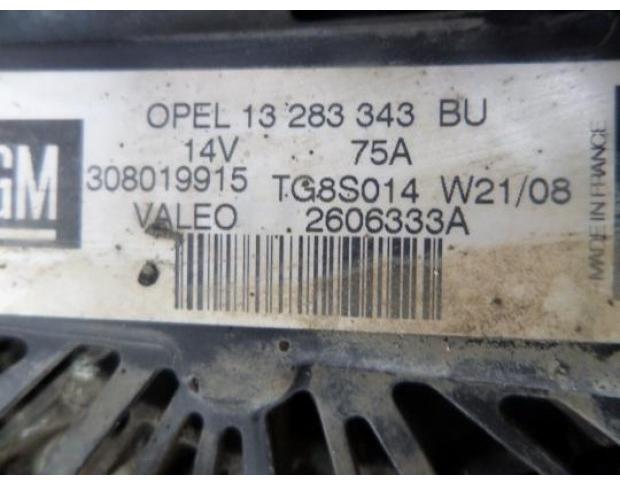 OPEL 13 283 343 BU
14V 75A
308019915 TG8S014 W21/08
VALEO 2606333A
GM
MADE IN FRANCE